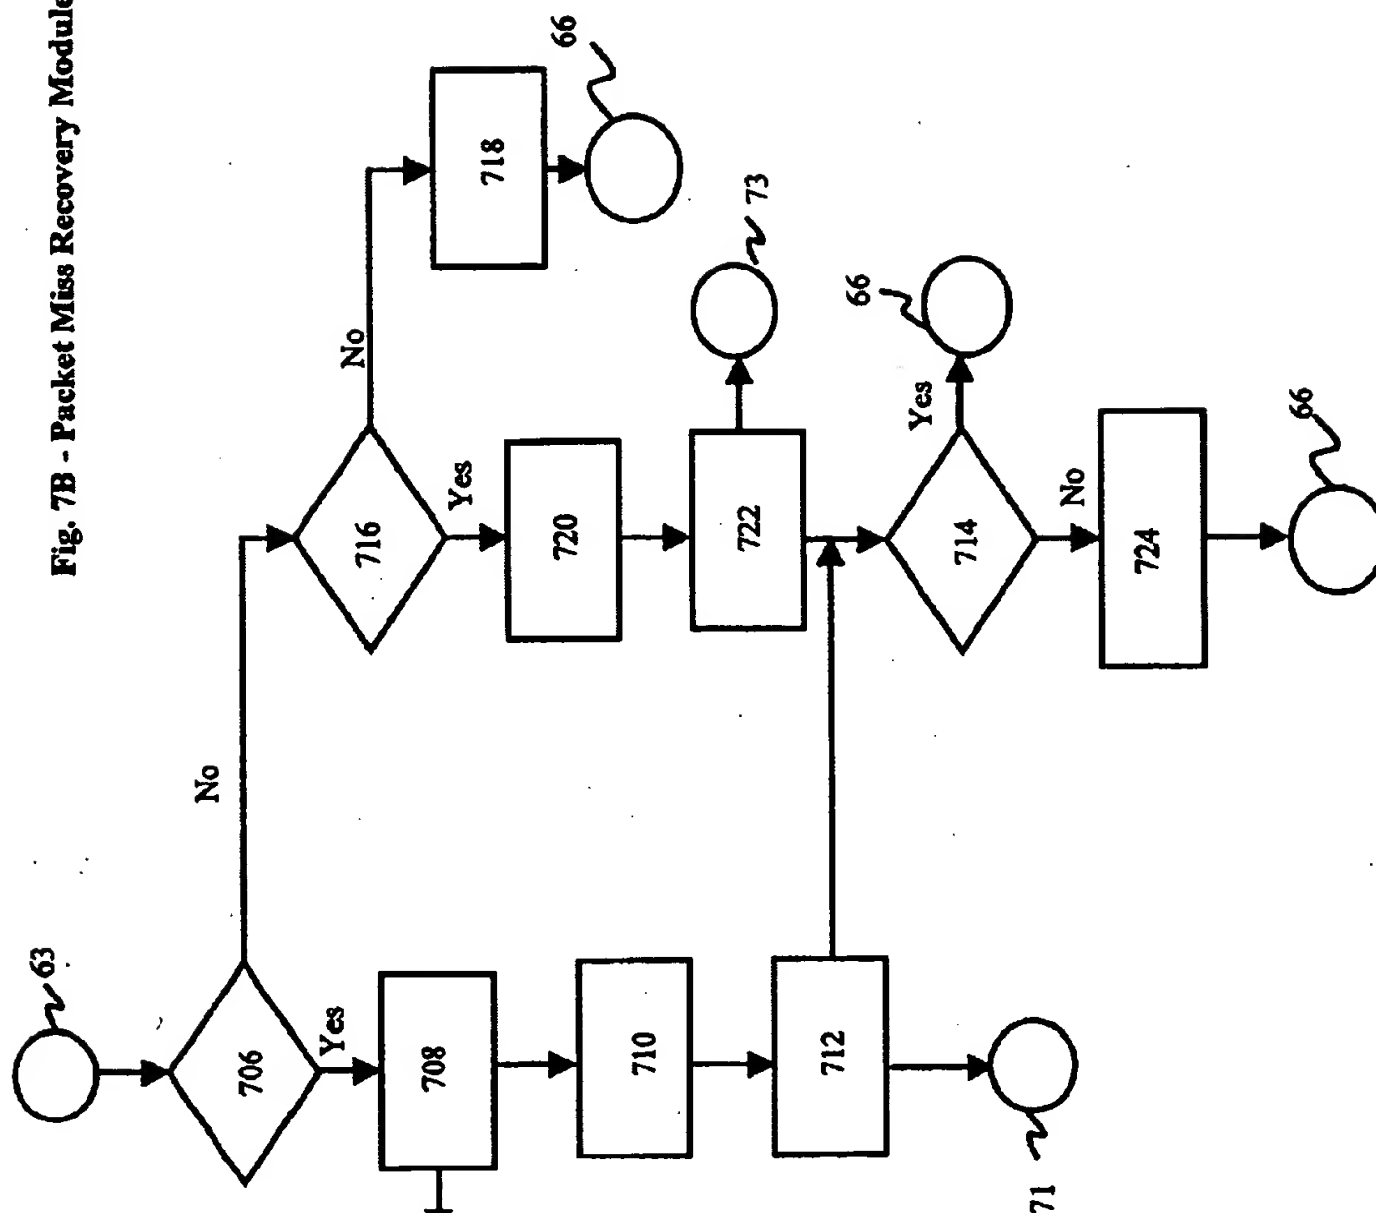 Fig. 7B - Packet Miss Recovery Module
63
706
No
Yes
708
710
712
71
716
No
718
66
Yes
720
722
73
714
Yes
66
No
724
66